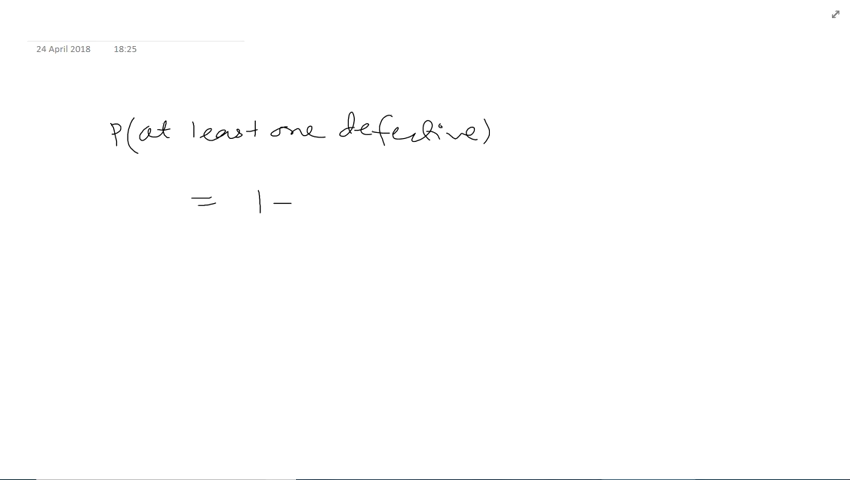 24 April 2018 18:25
P(at least one defective)
= 1 -